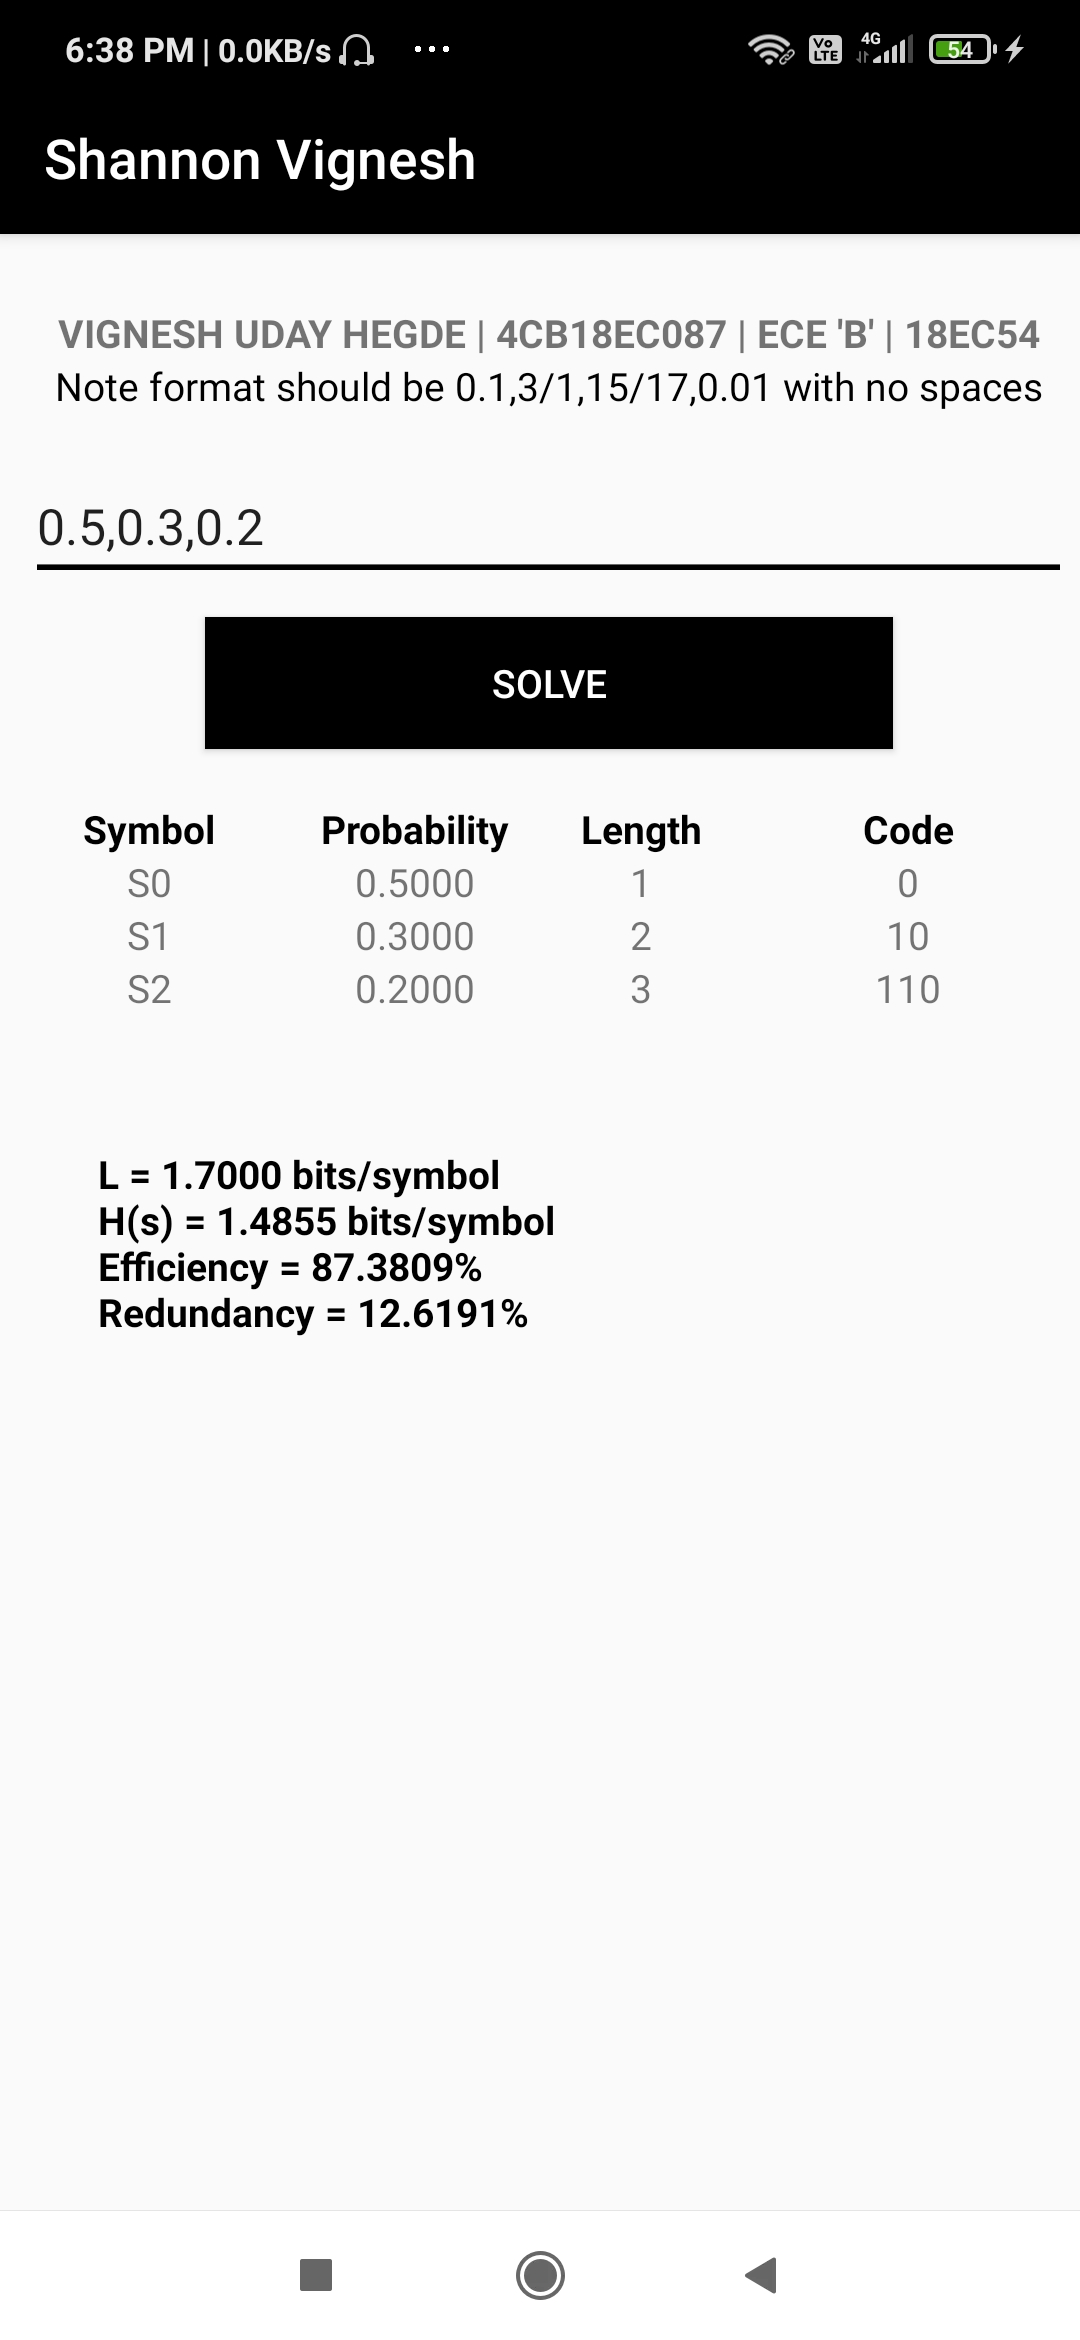 6:38 PM | 0.0KB/s ... Vo LTE 4G 54
Shannon Vignesh
VIGNESH UDAY HEGDE | 4CB18EC087 | ECE 'B' | 18EC54
Note format should be 0.1,3/1,15/17,0.01 with no spaces
0.5,0.3,0.2
SOLVE
Symbol Probability Length Code
S0 0.5000 1 0
S1 0.3000 2 10
S2 0.2000 3 110
L = 1.7000 bits/symbol
H(s) = 1.4855 bits/symbol
Efficiency = 87.3809%
Redundancy = 12.6191%